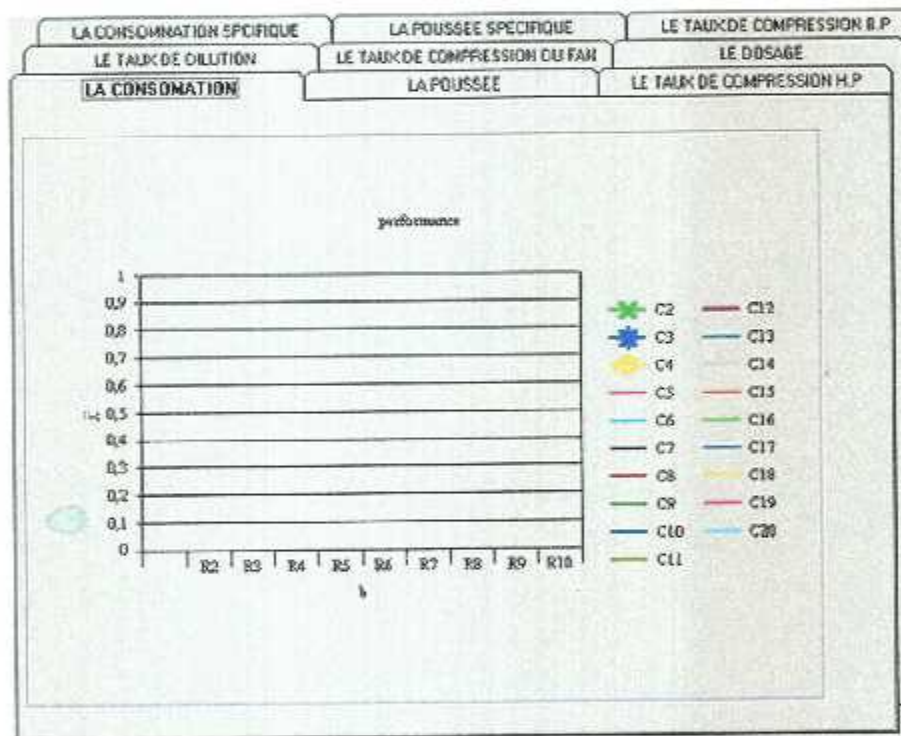 LA CONSOMNATION SPCIFIQUE LA POUSSEE SPECIFIQUE LE TAUX DE COMPRESSION B.P
LE TAUX DE DILUTION LE TAUX DE COMPRESSION DU FAN LE DOSAGE
LA CONSOMATION LA POUSSEE LE TAUX DE COMPRESSION H.P
performance
1
0,9
0,8
0,7
0,6
0,5
0,4
0,3
0,2
0,1
0
R2 R3 R4 R5 R6 R7 R8 R9 R10
C2 C12
C3 C13
C4 C14
C5 C15
C6 C16
C7 C17
C8 C18
C9 C19
C10 C20
C11